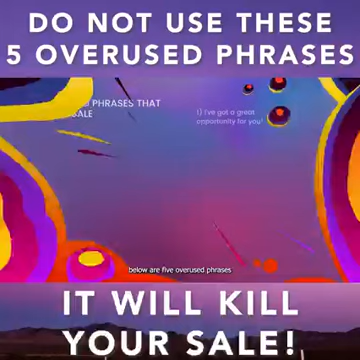 DO NOT USE THESE
5 OVERUSED PHRASES
PHRASES THAT
SALE
1) I've got a great
opportunity for you!
below are five overused phrases
IT WILL KILL
YOUR SALE!